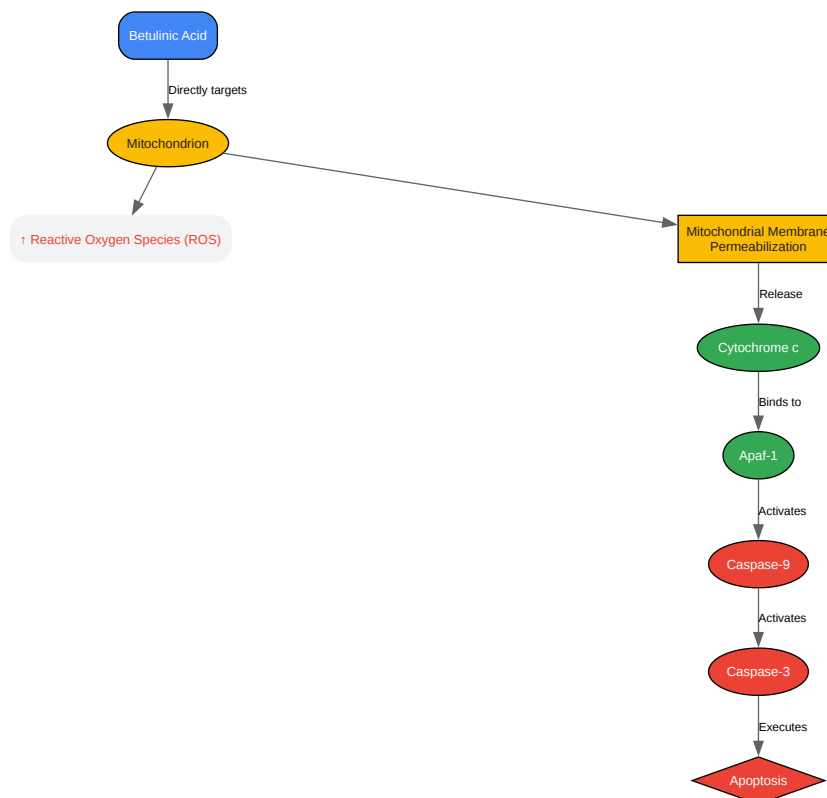 Betulinic Acid
Directly targets
Mitochondrion
↑ Reactive Oxygen Species (ROS)
Mitochondrial Membrane
Permeabilization
Release
Cytochrome c
Binds to
Apaf-1
Activates
Caspase-9
Activates
Caspase-3
Executes
Apoptosis